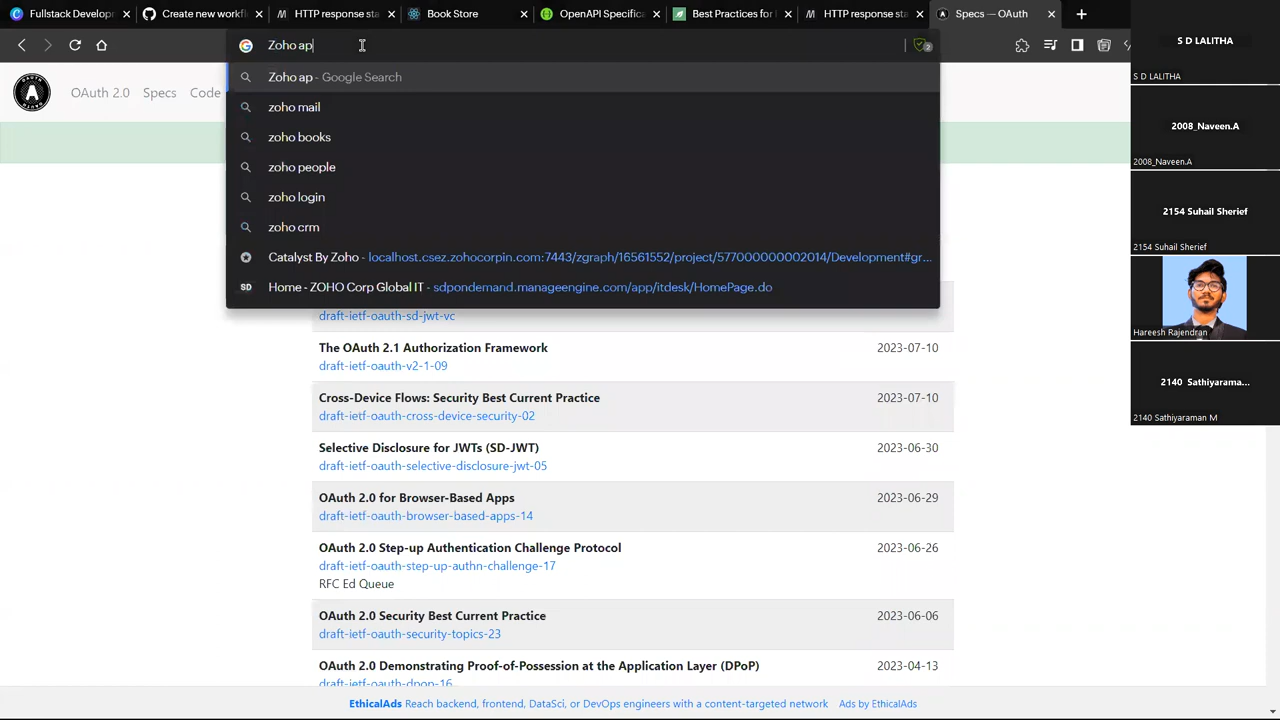 Fullstack Develop
Create new workfl
HTTP response sta
Book Store
OpenAPI Specifica
Best Practices for
HTTP response sta
Specs — OAuth
Zoho ap
2
OAuth 2.0
Specs
Code
Zoho ap - Google Search
zoho mail
zoho books
zoho people
zoho login
zoho crm
Catalyst By Zoho - localhost.csez.zohocorpin.com:7443/zgraph/16561552/project/577000000002014/Development#gr...
SD Home - ZOHO Corp Global IT - sdpondemand.manageengine.com/app/itdesk/HomePage.do
draft-ietf-oauth-sd-jwt-vc
The OAuth 2.1 Authorization Framework 2023-07-10
draft-ietf-oauth-v2-1-09
Cross-Device Flows: Security Best Current Practice 2023-07-10
draft-ietf-oauth-cross-device-security-02
Selective Disclosure for JWTs (SD-JWT) 2023-06-30
draft-ietf-oauth-selective-disclosure-jwt-05
OAuth 2.0 for Browser-Based Apps 2023-06-29
draft-ietf-oauth-browser-based-apps-14
OAuth 2.0 Step-up Authentication Challenge Protocol 2023-06-26
draft-ietf-oauth-step-up-authn-challenge-17
RFC Ed Queue
OAuth 2.0 Security Best Current Practice 2023-06-06
draft-ietf-oauth-security-topics-23
OAuth 2.0 Demonstrating Proof-of-Possession at the Application Layer (DPoP) 2023-04-13
draft-ietf-oauth-dpop-16
EthicalAds Reach backend, frontend, DataSci, or DevOps engineers with a content-targeted network Ads by EthicalAds
S D LALITHA
S D LALITHA
2008_Naveen.A
2008_Naveen.A
2154 Suhail Sherief
2154 Suhail Sherief
Hareesh Rajendran
2140 Sathiyarama...
2140 Sathiyaraman M